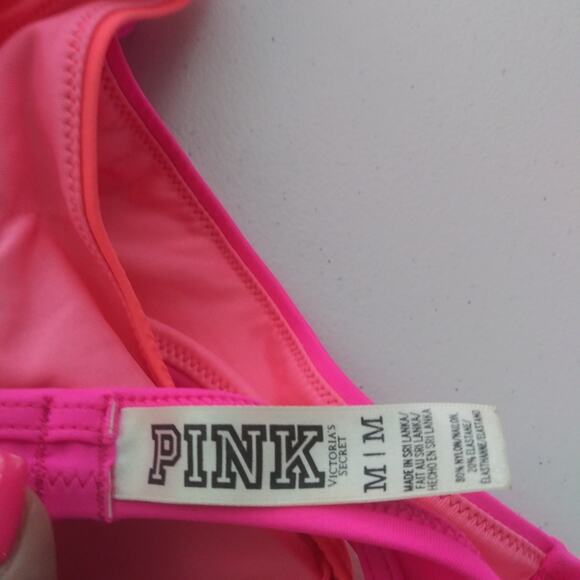 PINK
VICTORIA'S
SECRET
M | M
MADE IN SRI LANKA/
FAIT AU SRI LANKA/
HECHO EN SRI LANKA
80% NYLON/NAILON
20% ELASTANE/
ÉLASTHANNE/ELASTANO